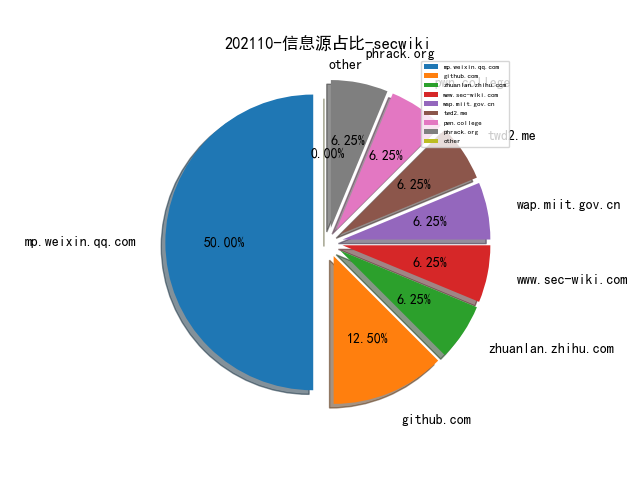 202110-信息源占比-secwiki
phrack.org
other
mp.weixin.qq.com
github.com
zhuanlan.zhihu.com
www.sec-wiki.com
wap.miit.gov.cn
twd2.me
pwn.college
phrack.org
other
pwn.college
twd2.me
6.25%
0.00%
6.25%
6.25%
wap.miit.gov.cn
6.25%
mp.weixin.qq.com
50.00%
6.25%
www.sec-wiki.com
6.25%
12.50%
zhuanlan.zhihu.com
github.com